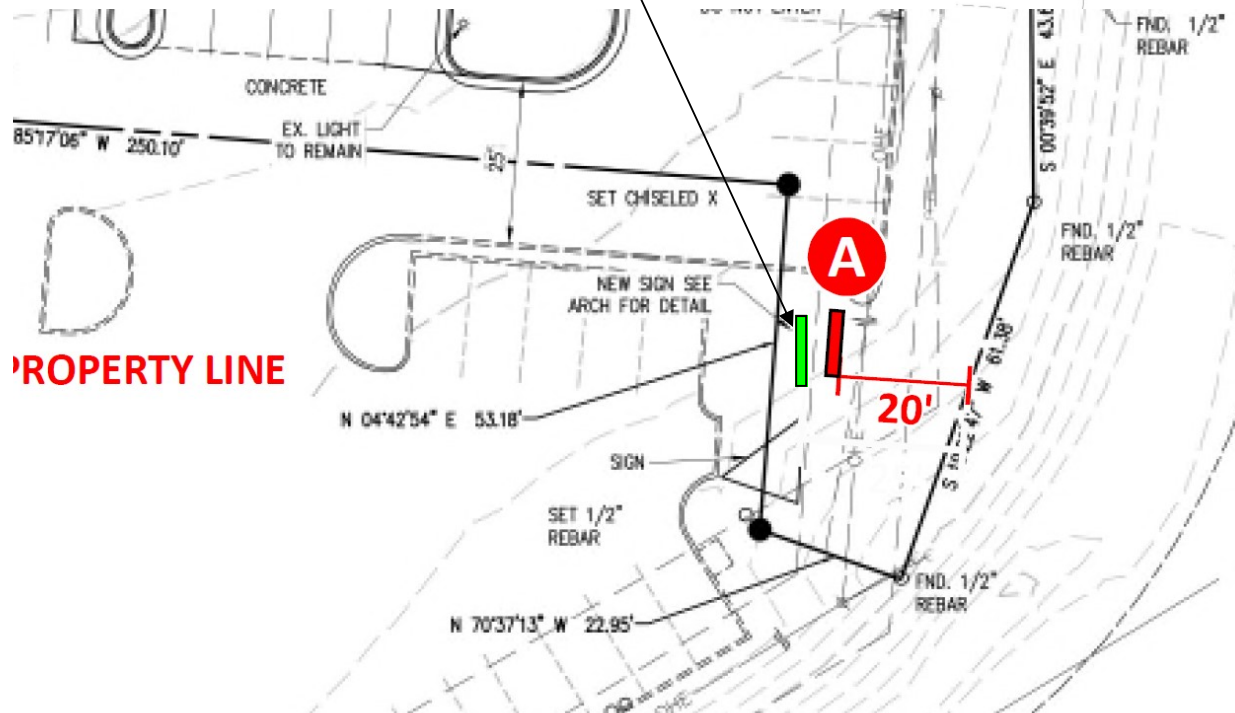 FND. 1/2"
REBAR
S 00°39'52" E
CONCRETE
85°17'06" W 250.10'
EX. LIGHT
TO REMAIN
25'
OHE
SET CHISELED X
FND. 1/2"
REBAR
A
NEW SIGN SEE
ARCH FOR DETAIL
PROPERTY LINE
W 61.38'
20'
N 04°42'54" E 53.18'
SIGN
SET 1/2"
REBAR
FND. 1/2"
REBAR
N 70°37'13" W 22.95'
OHE